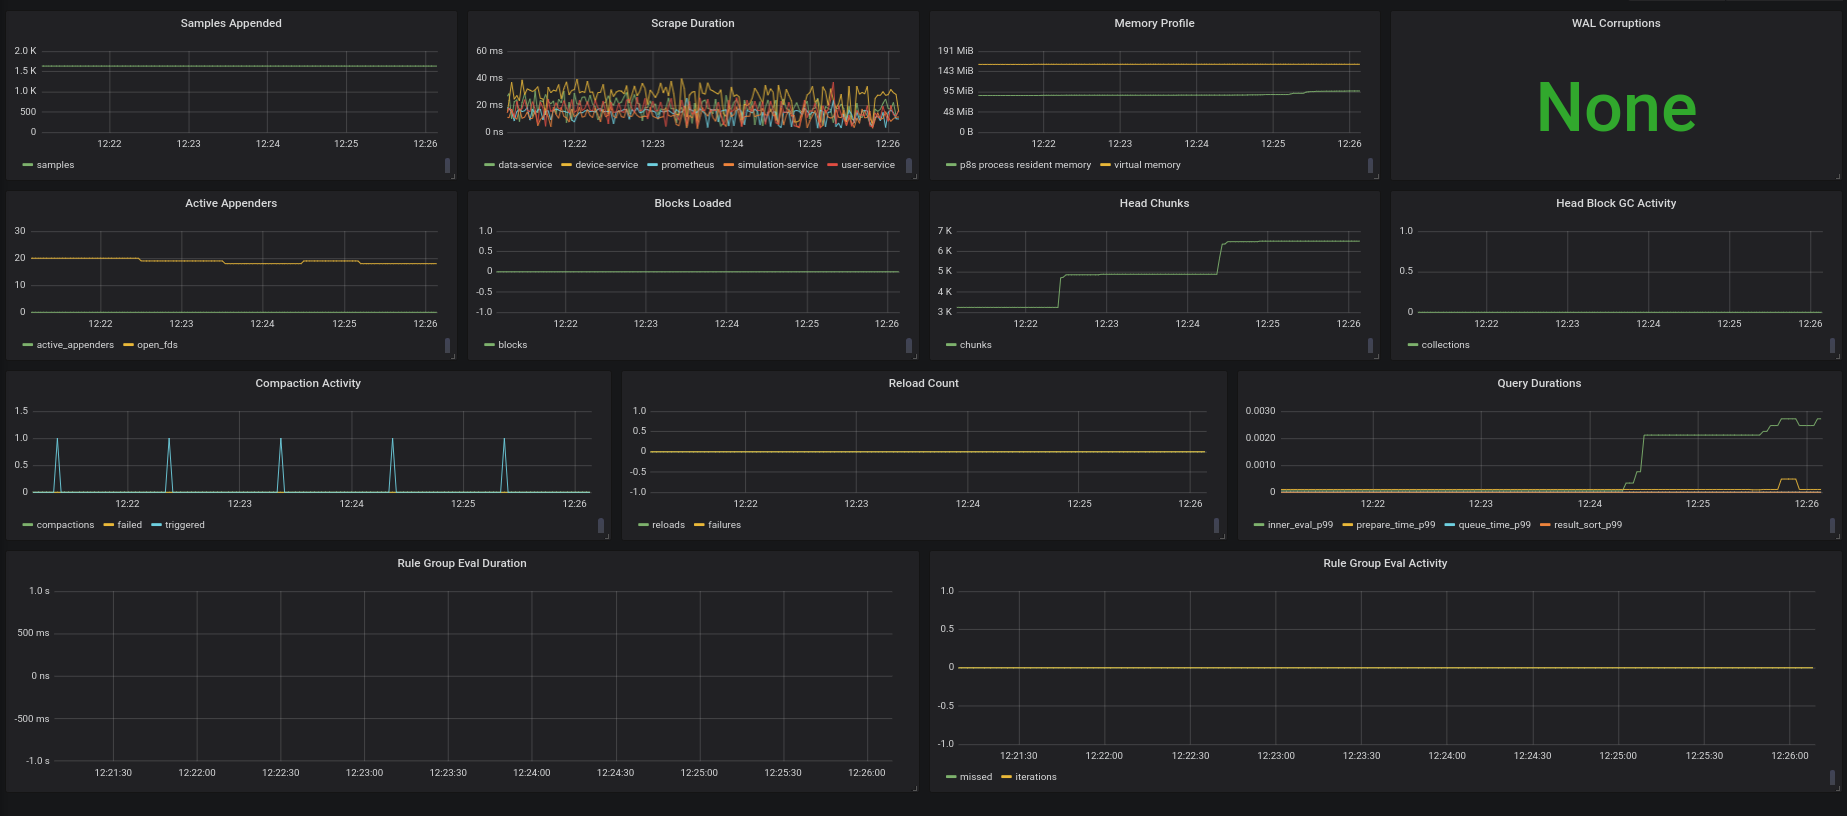 Samples Appended
2.0 K
1.5 K
1.0 K
500
0
12:22 12:23 12:24 12:25 12:26
samples
Scrape Duration
60 ms
40 ms
20 ms
0 ns
12:22 12:23 12:24 12:25 12:26
data-service device-service prometheus simulation-service user-service
Memory Profile
191 MiB
143 MiB
95 MiB
48 MiB
0 B
12:22 12:23 12:24 12:25 12:26
p8s process resident memory virtual memory
WAL Corruptions
None
Active Appenders
30
20
10
0
12:22 12:23 12:24 12:25 12:26
active_appenders open_fds
Blocks Loaded
1.0
0.5
0
-0.5
-1.0
12:22 12:23 12:24 12:25 12:26
blocks
Head Chunks
7 K
6 K
5 K
4 K
3 K
12:22 12:23 12:24 12:25 12:26
chunks
Head Block GC Activity
1.0
0.5
0
12:22 12:23 12:24 12:25 12:26
collections
Compaction Activity
1.5
1.0
0.5
0
12:22 12:23 12:24 12:25 12:26
compactions failed triggered
Reload Count
1.0
0.5
0
-0.5
-1.0
12:22 12:23 12:24 12:25 12:26
reloads failures
Query Durations
0.0030
0.0020
0.0010
0
12:22 12:23 12:24 12:25 12:26
inner_eval_p99 prepare_time_p99 queue_time_p99 result_sort_p99
Rule Group Eval Duration
1.0 s
500 ms
0 ns
-500 ms
-1.0 s
12:21:30 12:22:00 12:22:30 12:23:00 12:23:30 12:24:00 12:24:30 12:25:00 12:25:30 12:26:00
Rule Group Eval Activity
1.0
0.5
0
-0.5
-1.0
12:21:30 12:22:00 12:22:30 12:23:00 12:23:30 12:24:00 12:24:30 12:25:00 12:25:30 12:26:00
missed iterations